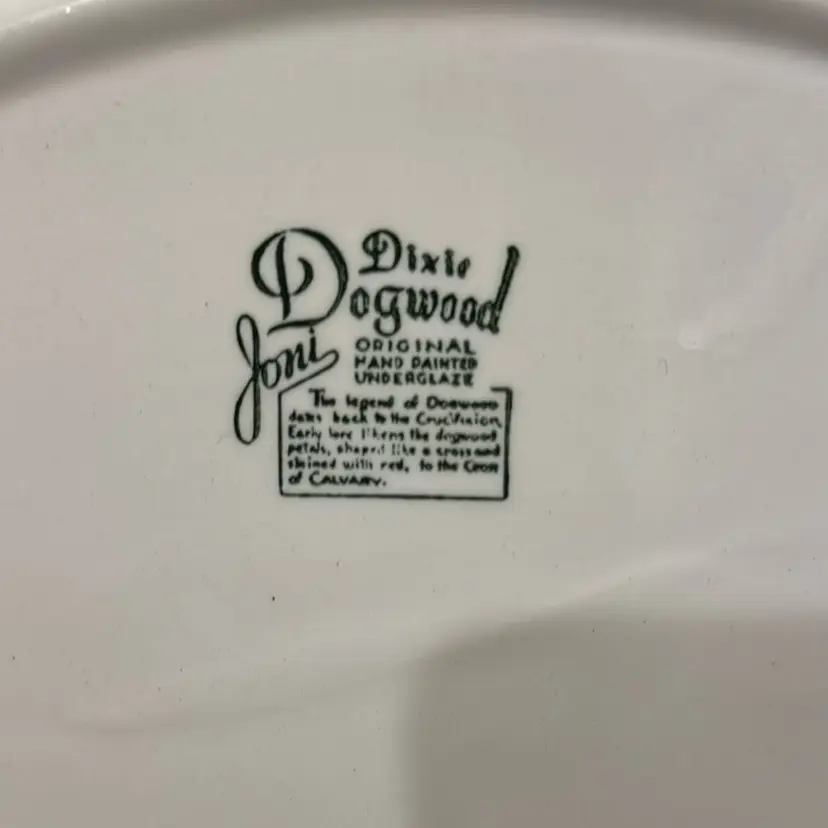 Dixie
Dogwood
Joni
ORIGINAL
HAND PAINTED
UNDERGLAZE
The legend of Dogwood
dates back to the Crucifixion,
Early lore likens the dogwood
petals, shaped like a cross and
stained with red, to the Cross
of CALVARY.